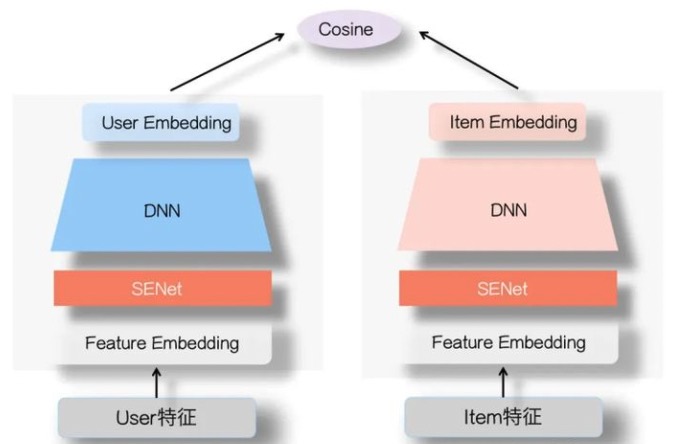 Cosine
User Embedding
Item Embedding
DNN
DNN
SENet
SENet
Feature Embedding
Feature Embedding
User特征
Item特征